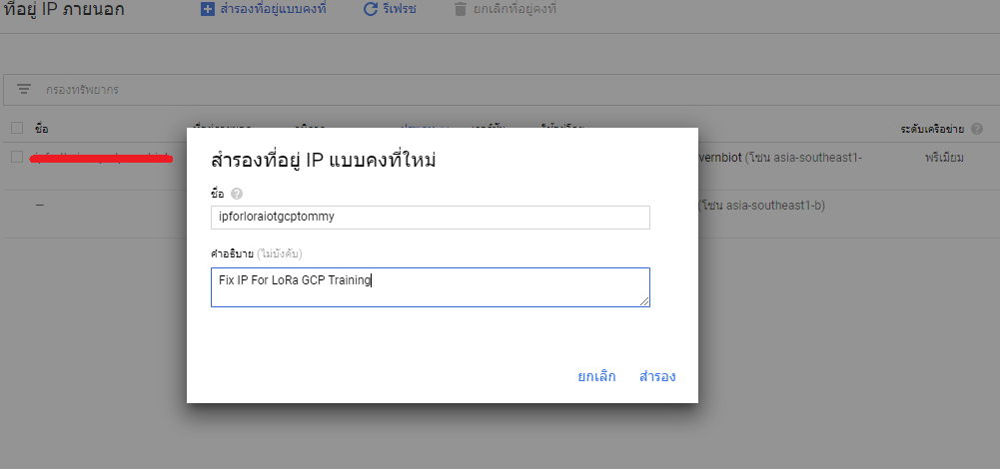 ที่อยู่ IP ภายนอก สำรองที่อยู่แบบคงที่ รีเฟรช ยกเลิกที่อยู่คงที่
กรองทรัพยากร
ชื่อ ระดับเครือข่าย
vernbiot (โซน asia-southeast1- พรีเมียม
— (โซน asia-southeast1-b)
สำรองที่อยู่ IP แบบคงที่ใหม่
ชื่อ
ipforloraiotgcptommy
คำอธิบาย (ไม่บังคับ)
Fix IP For LoRa GCP Training
ยกเลิก สำรอง